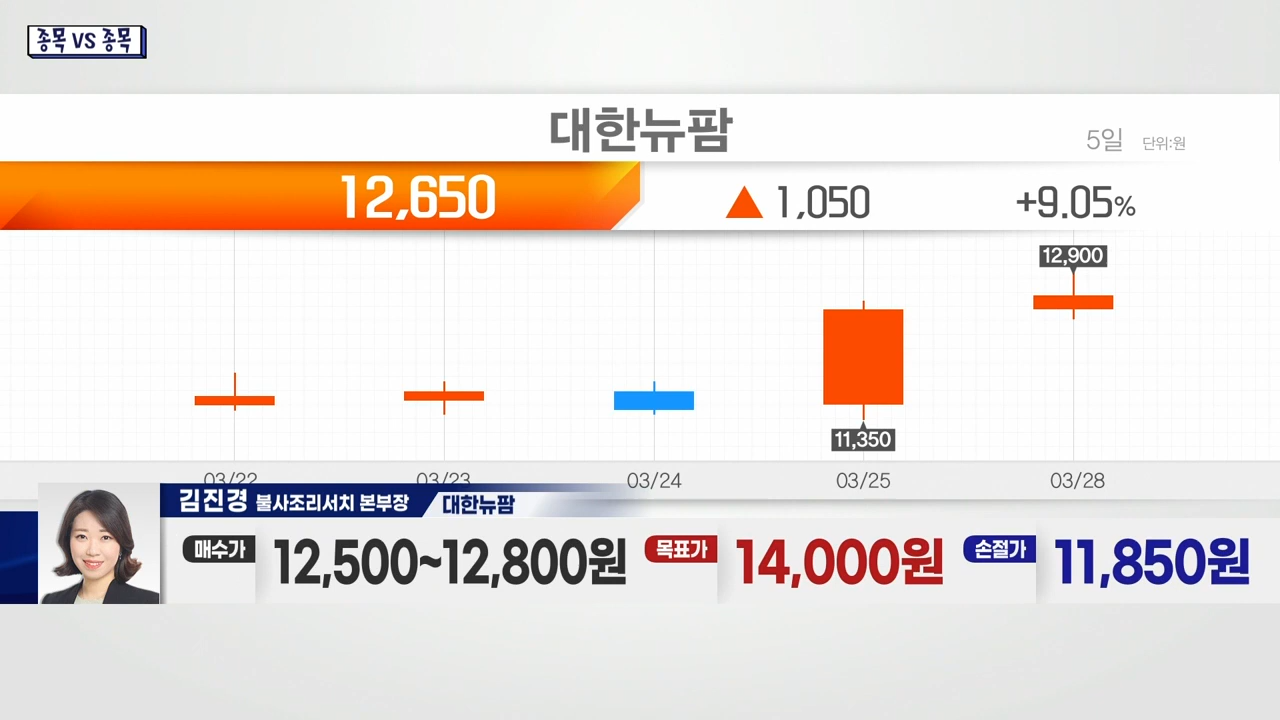 종목 VS 종목
대한뉴팜
5일 단위:원
12,650 ▲ 1,050 +9.05%
12,900
11,350
03/22 03/23 03/24 03/25 03/28
김진경 불사조리서치 본부장 대한뉴팜
매수가 12,500~12,800원 목표가 14,000원 손절가 11,850원